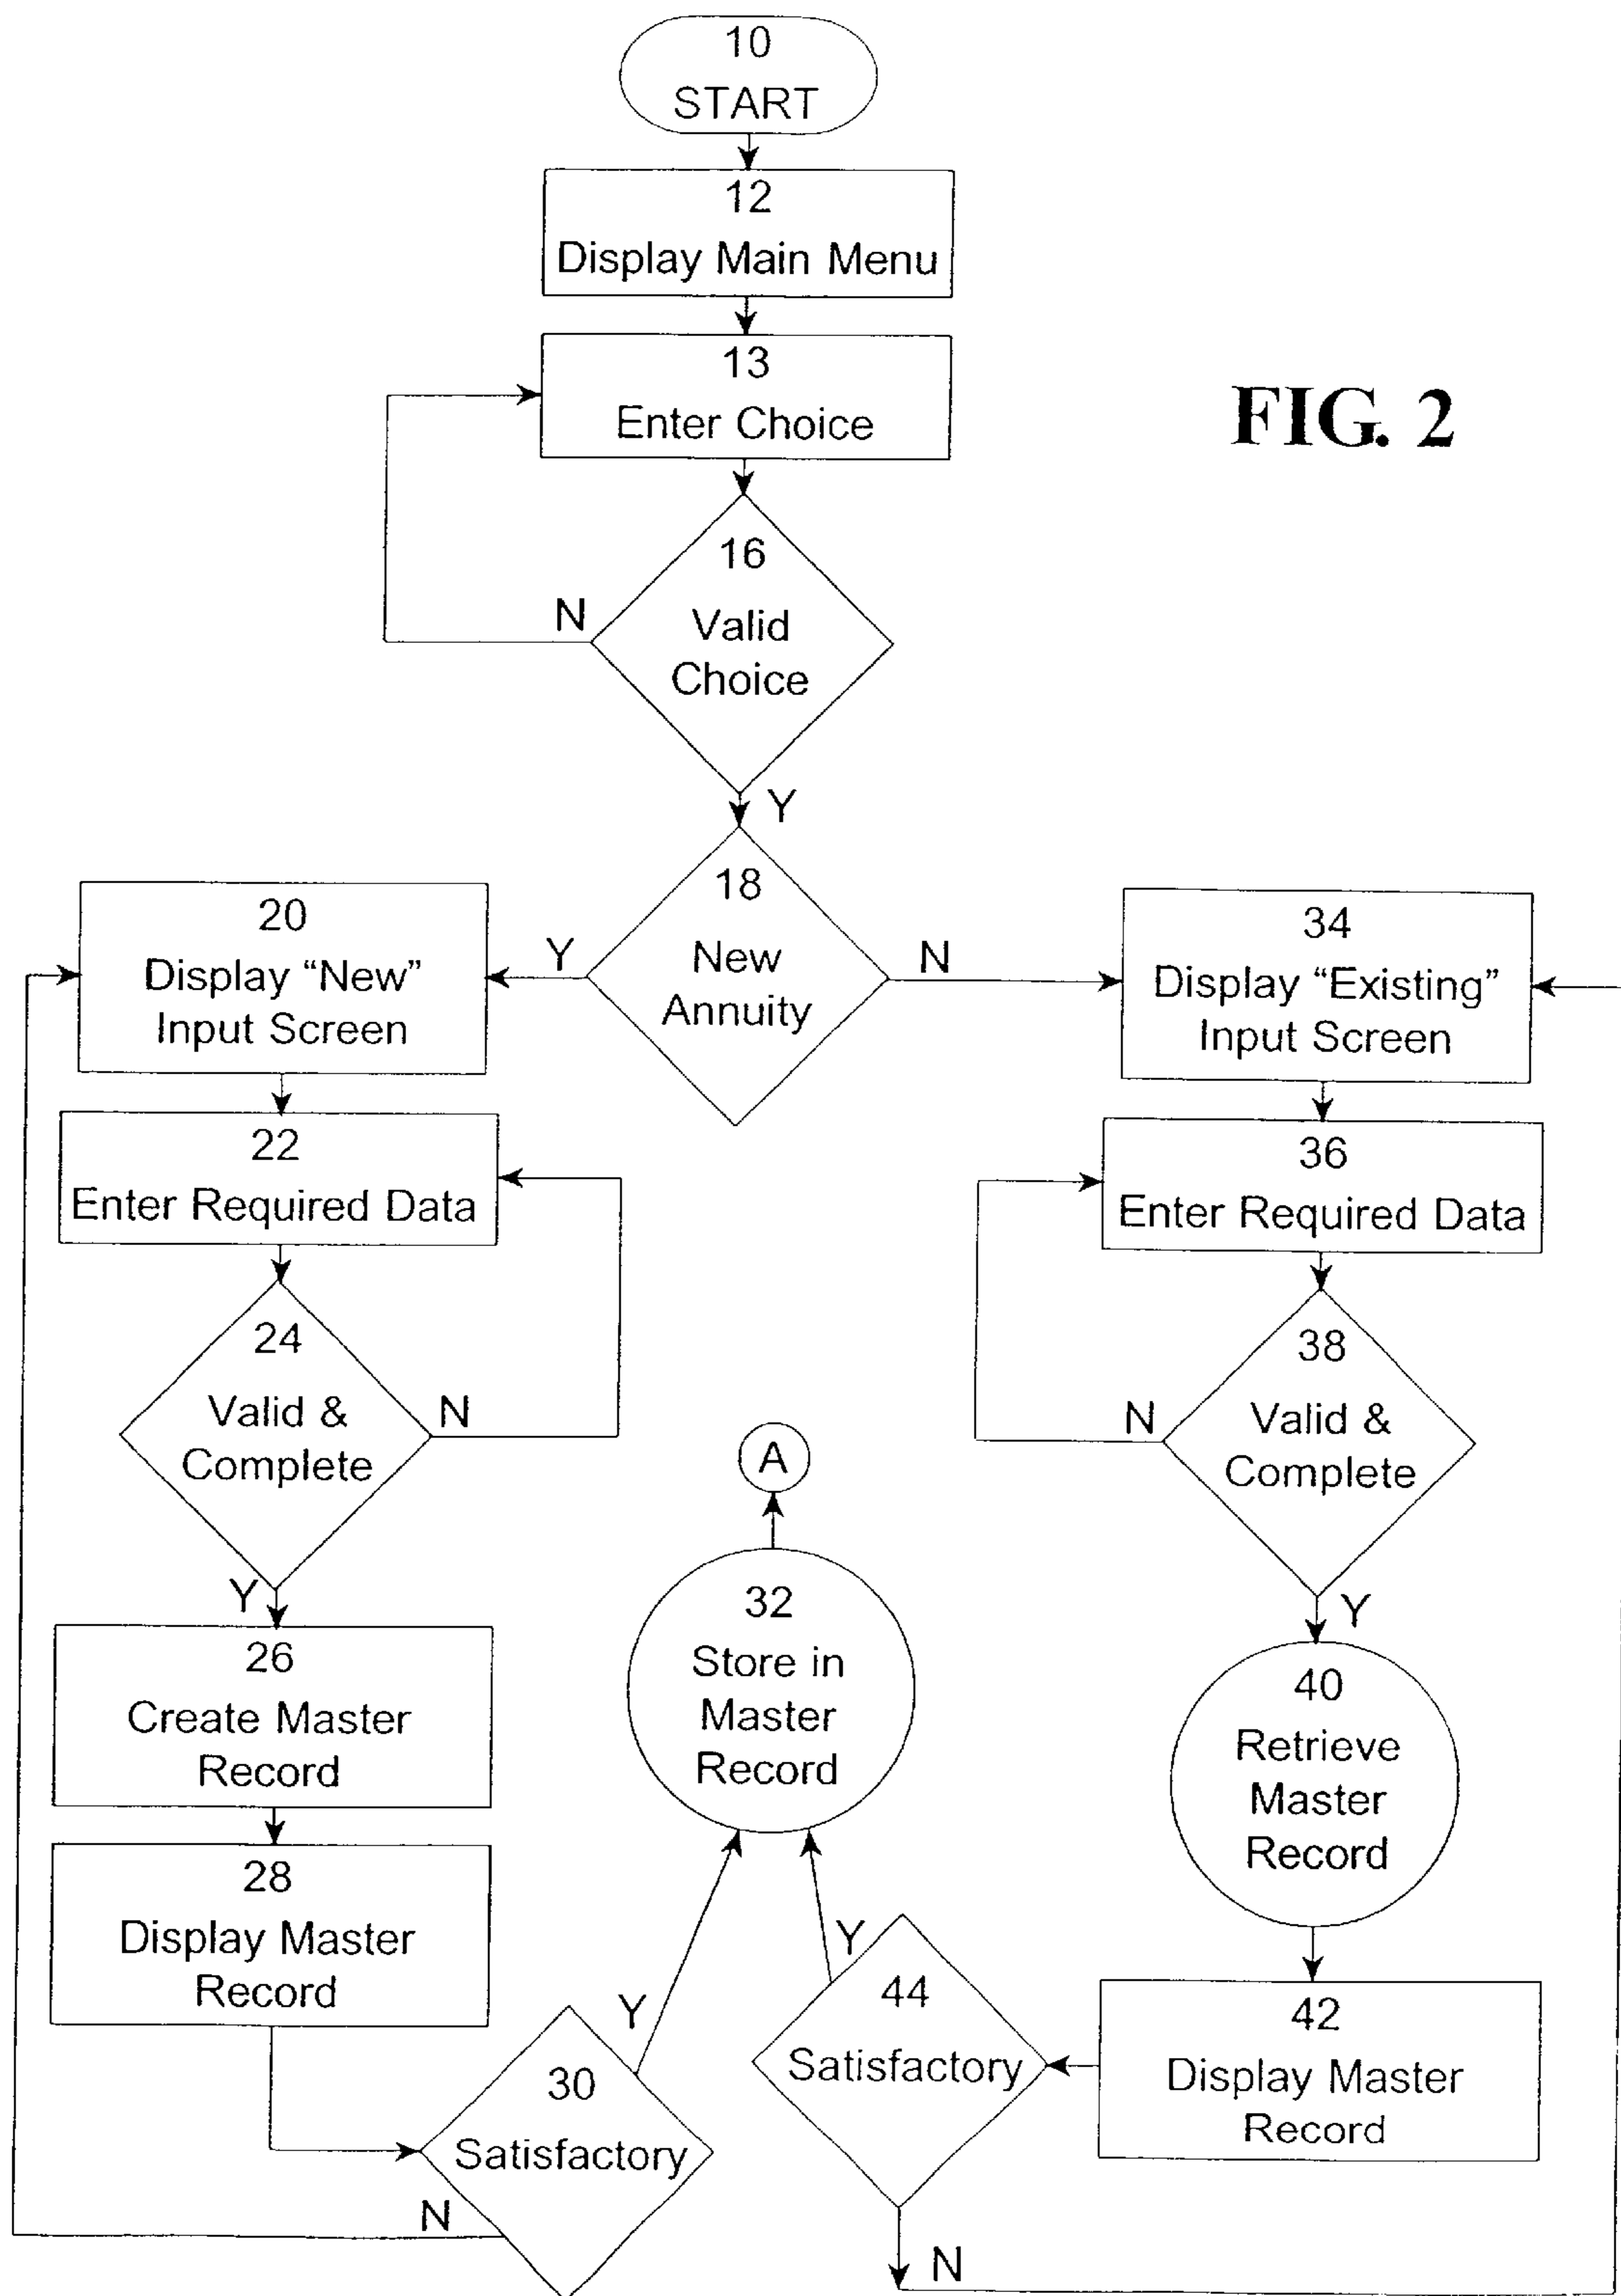 10
START
12
Display Main Menu
13
Enter Choice
FIG. 2
16
Valid
Choice
N
Y
18
New
Annuity
Y
N
20
Display “New”
Input Screen
22
Enter Required Data
24
Valid &
Complete
N
Y
26
Create Master
Record
28
Display Master
Record
30
Satisfactory
Y
N
A
32
Store in
Master
Record
34
Display “Existing”
Input Screen
36
Enter Required Data
38
Valid &
Complete
N
Y
40
Retrieve
Master
Record
42
Display Master
Record
44
Satisfactory
Y
N